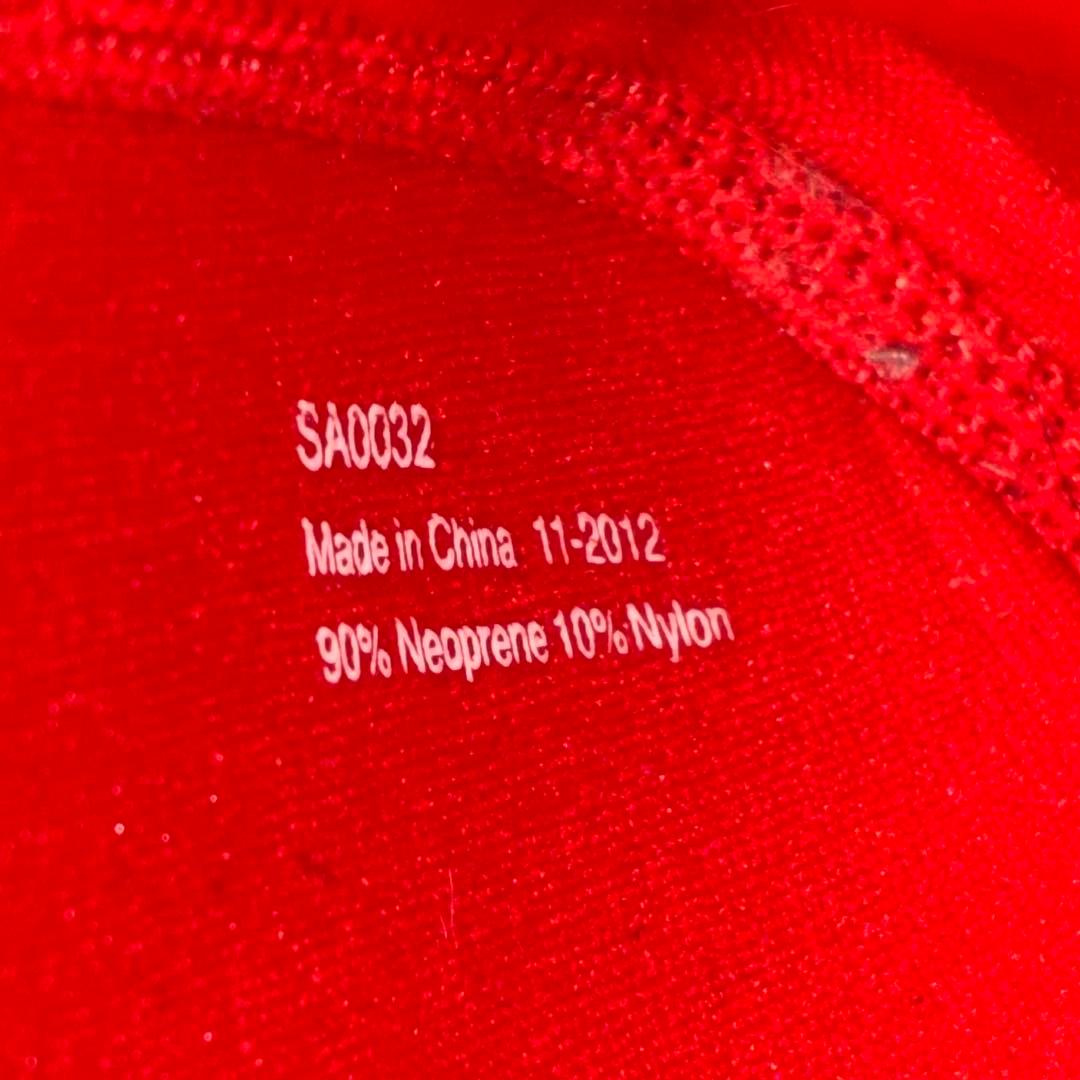 SA0032
Made in China 11-2012
90% Neoprene 10% Nylon